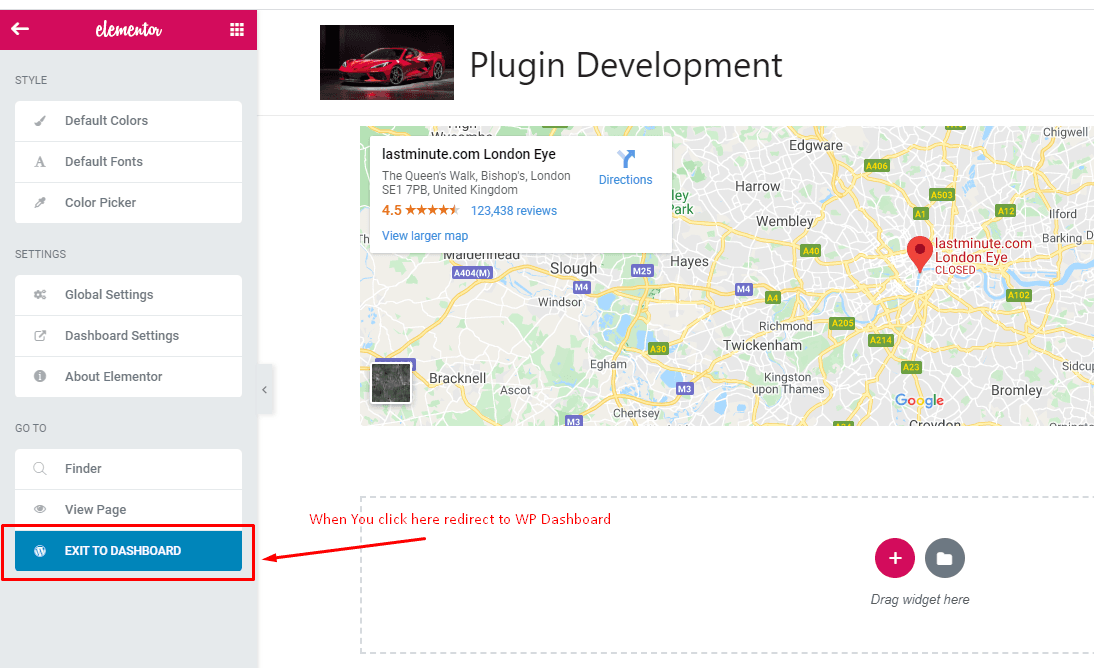 elementor
STYLE
Default Colors
Default Fonts
Color Picker
SETTINGS
Global Settings
Dashboard Settings
About Elementor
GO TO
Finder
View Page
EXIT TO DASHBOARD
Plugin Development
lastminute.com London Eye
The Queen's Walk, Bishop's, London
SE1 7PB, United Kingdom
Directions
4.5
123,438 reviews
View larger map
High
Wycombe
Edgware
Chigwell
A406
A503
Harrow
A1
A12
Ilford
Wembley
lastminute.com
London Eye
CLOSED
Barking
A40
Maidenhead
Hayes
Slough
M25
A404(M)
M4
M4
A4
A102
Windsor
Richmond
A205
Twickenham
A214
A30
Egham
A23
Sidcup
Bracknell
Ascot
Kingston
upon Thames
M3
Bromley
Google
Chertsey
M3
Croydon
When You click here redirect to WP Dashboard
Drag widget here